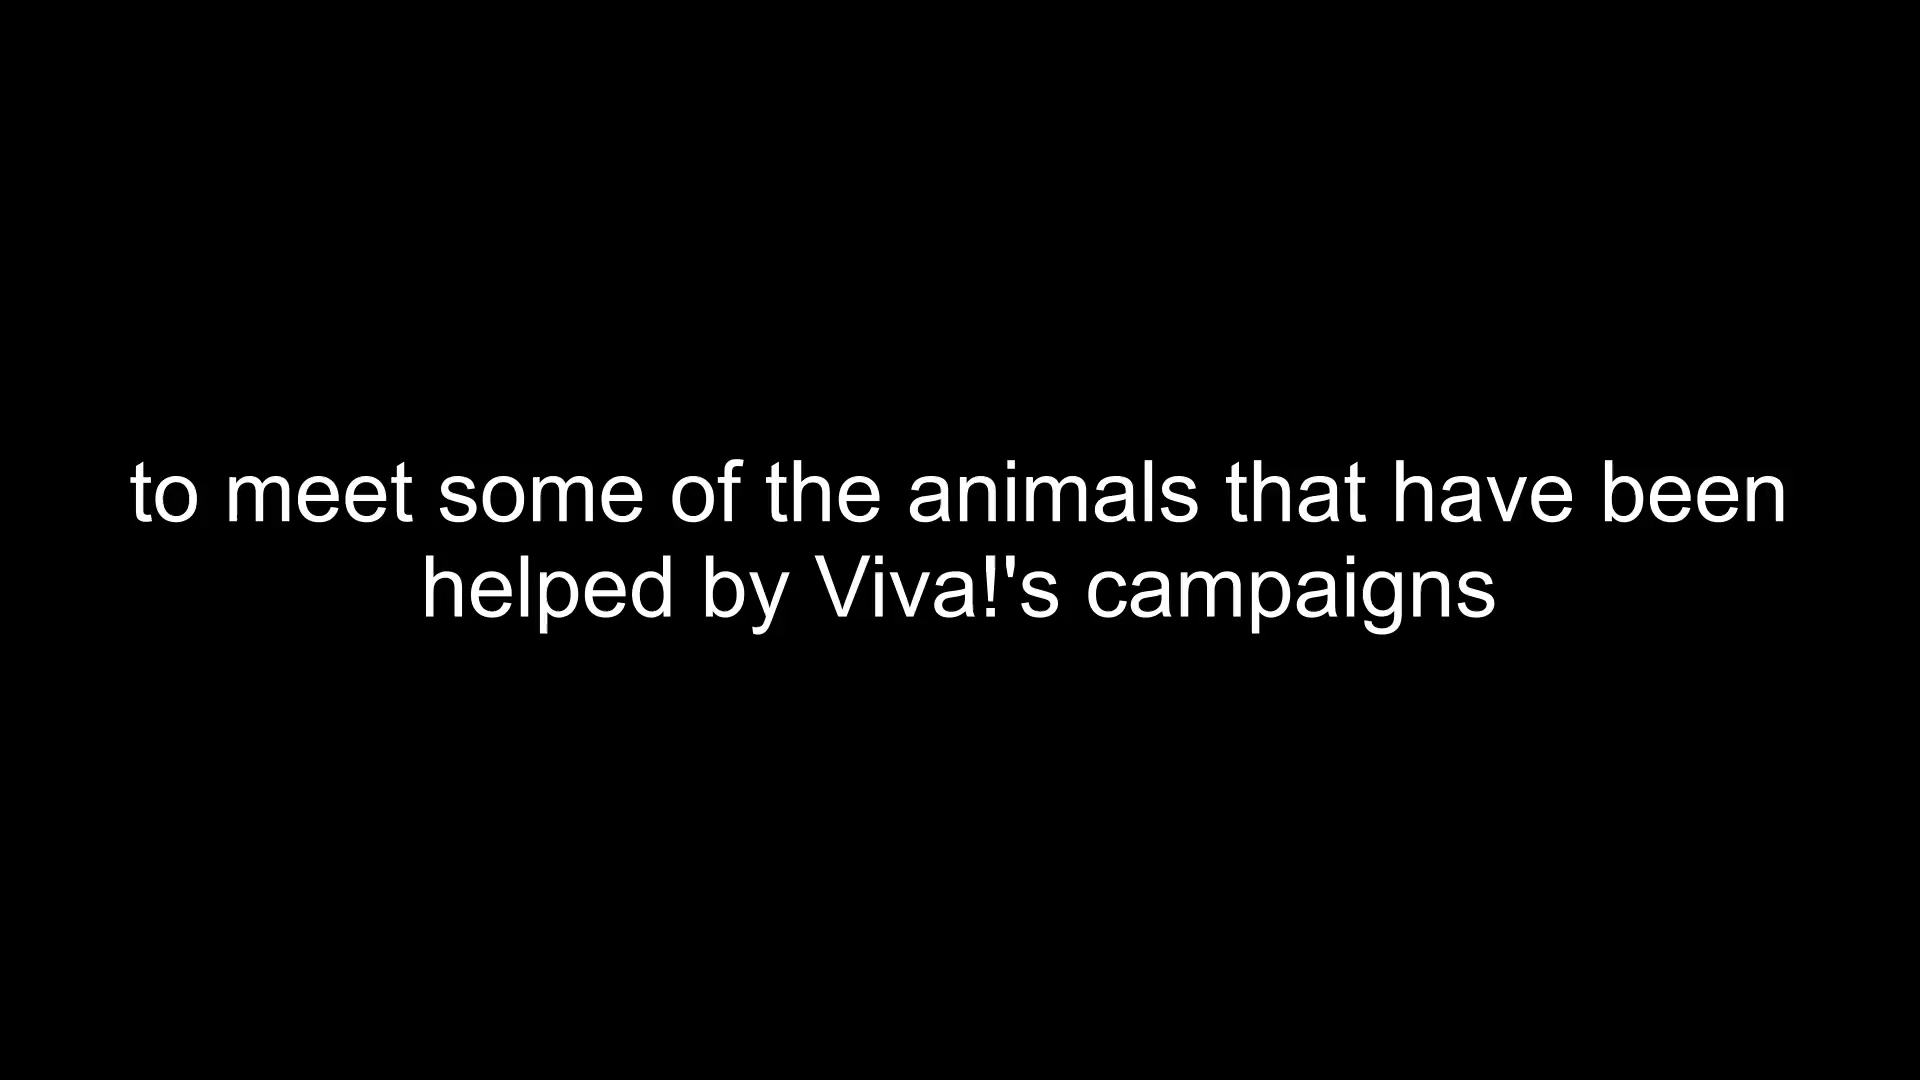 to meet some of the animals that have been
helped by Viva!'s campaigns